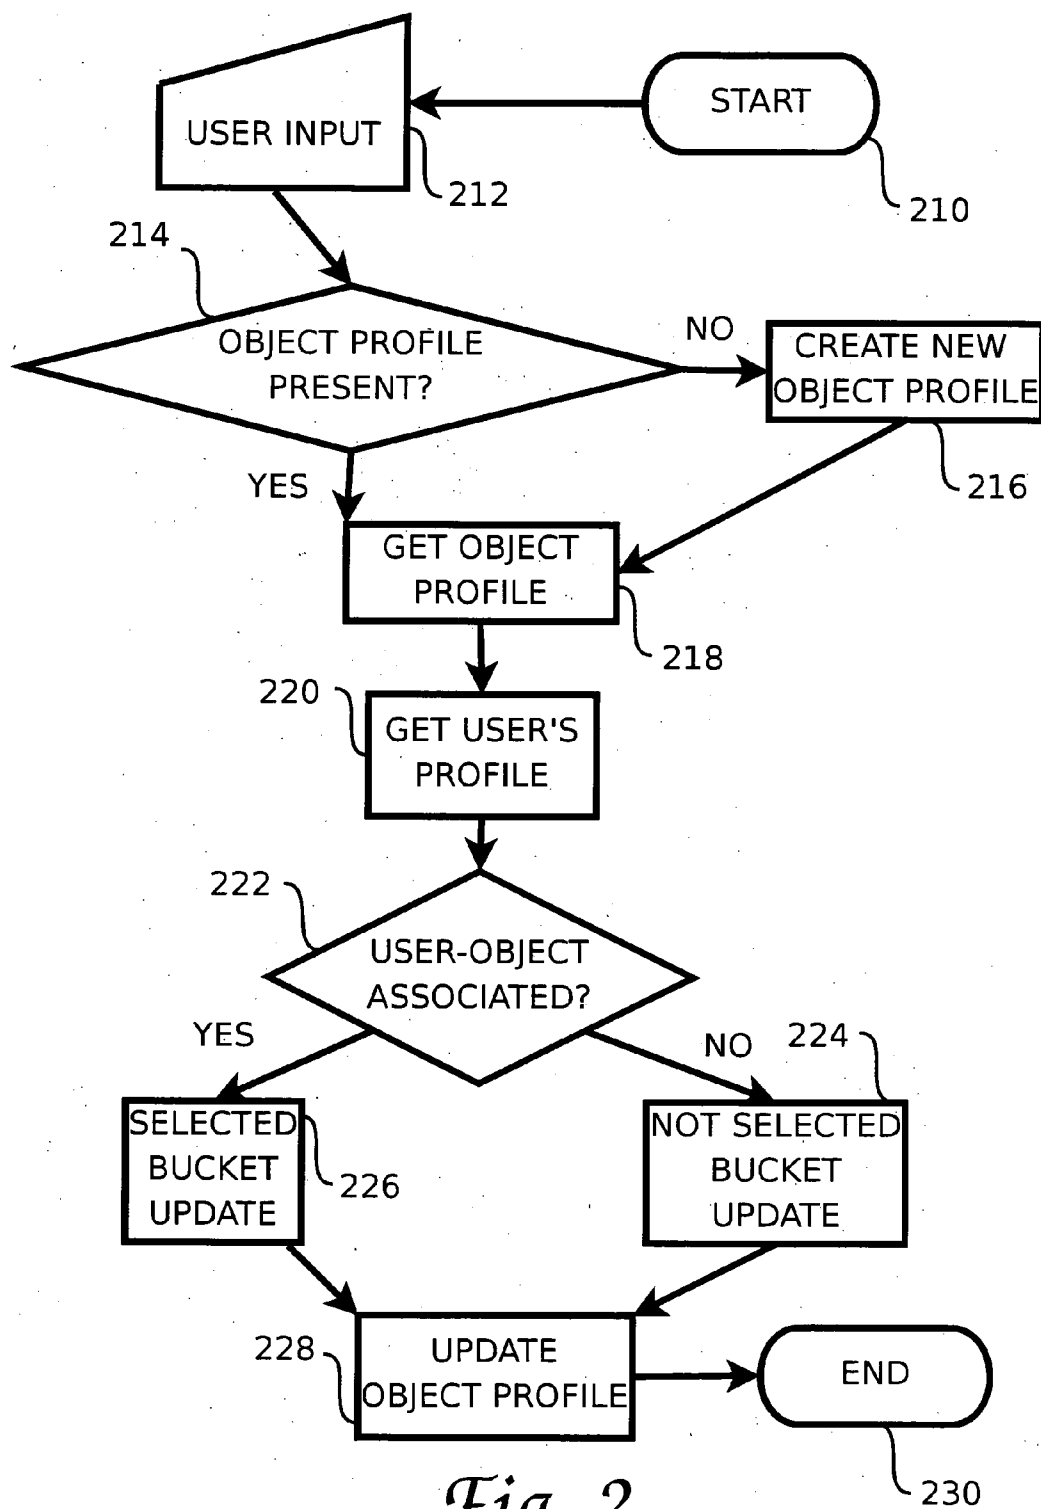 START
USER INPUT
212
210
214
OBJECT PROFILE
PRESENT?
NO
CREATE NEW
OBJECT PROFILE
216
YES
GET OBJECT
PROFILE
218
220
GET USER'S
PROFILE
222
USER-OBJECT
ASSOCIATED?
YES
NO
224
SELECTED
BUCKET
UPDATE
226
NOT SELECTED
BUCKET
UPDATE
228
UPDATE
OBJECT PROFILE
END
230
Fig. 2